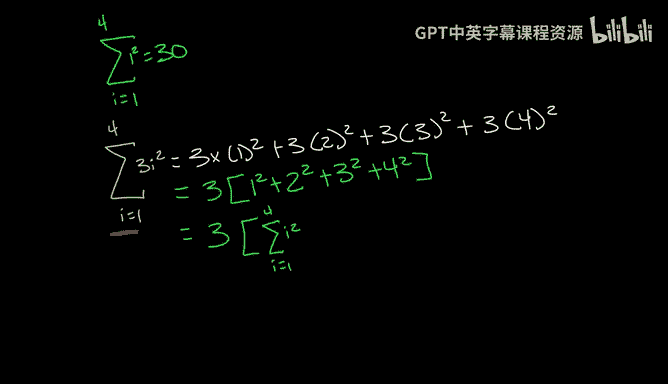 GPT中英字幕课程资源 bilibili
4
∑ i² = 30
i=1
4
∑ 3i² = 3×(1)² + 3(2)² + 3(3)² + 3(4)²
i=1
= 3[1² + 2² + 3² + 4²]
= 3[
4
∑ i²
i=1